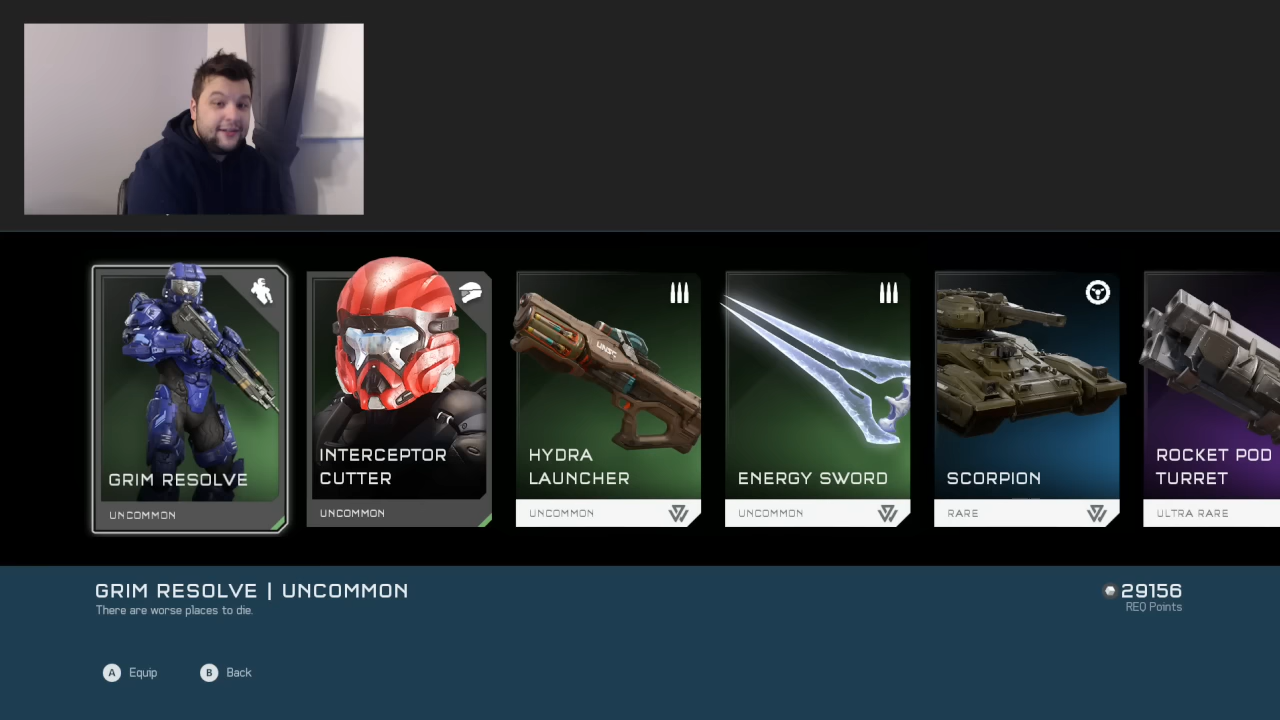 GRIM RESOLVE
UNCOMMON
INTERCEPTOR
CUTTER
UNCOMMON
UNSC
HYDRA
LAUNCHER
UNCOMMON
ENERGY SWORD
UNCOMMON
SCORPION
RARE
ROCKET POD
TURRET
ULTRA RARE
GRIM RESOLVE | UNCOMMON
There are worse places to die.
29156
REQ Points
A Equip
B Back